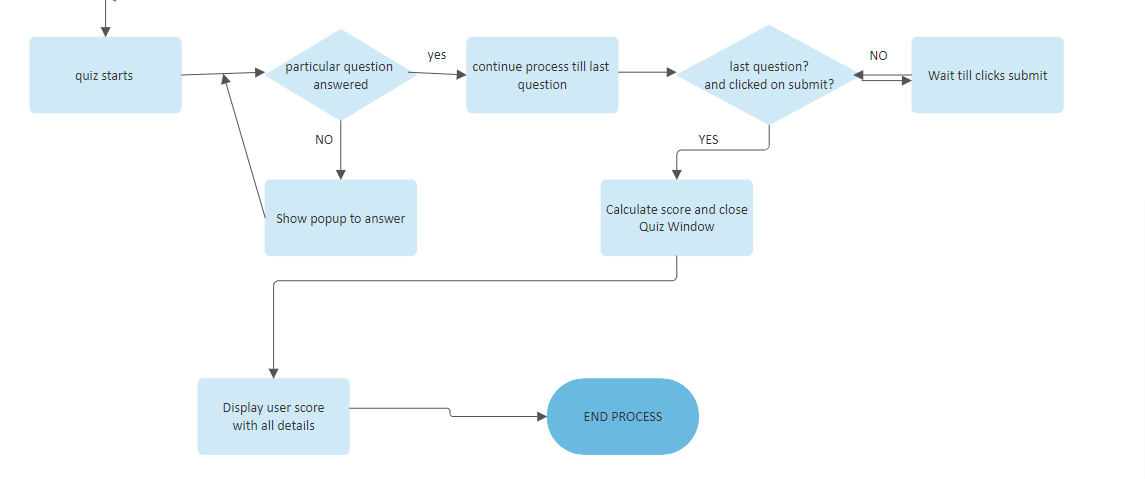 quiz starts
particular question
answered
yes
continue process till last
question
last question?
and clicked on submit?
NO
Wait till clicks submit
NO
YES
Show popup to answer
Calculate score and close
Quiz Window
Display user score
with all details
END PROCESS